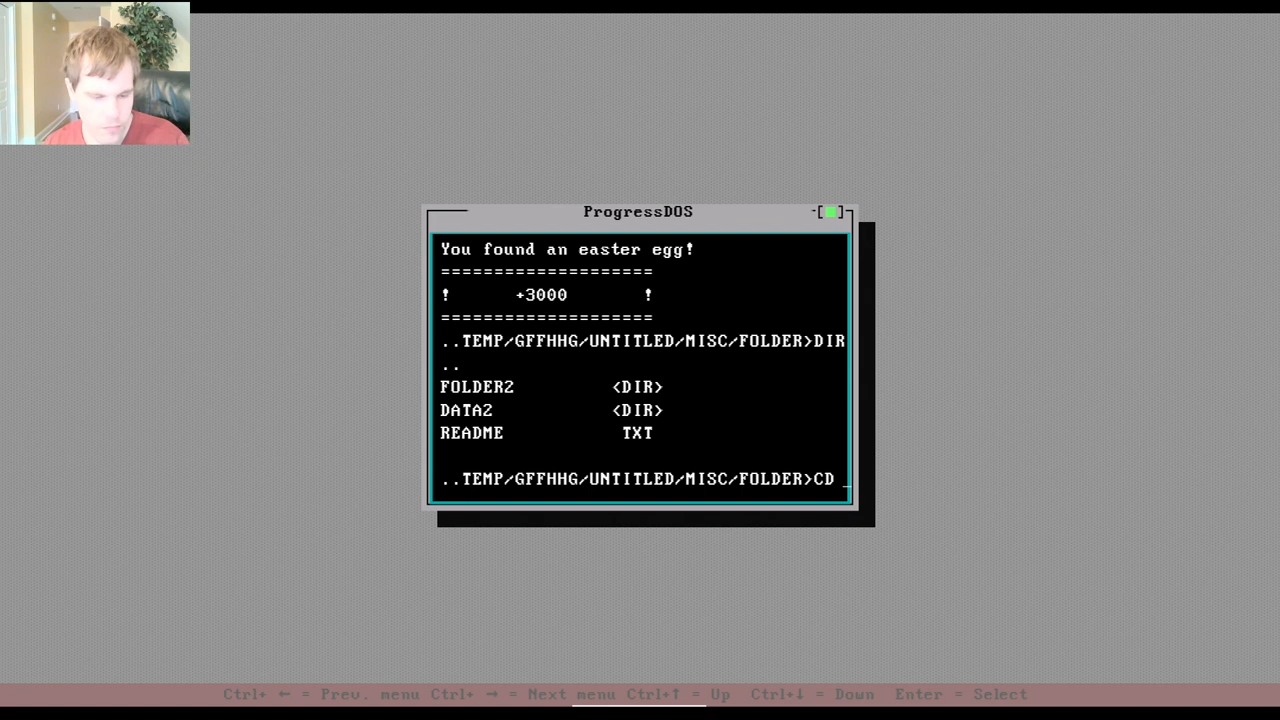 ProgressDOS
You found an easter egg!
====================
! +3000 !
====================
..TEMP/GFFHHG/UNTITLED/MISC/FOLDER>DIR
..
FOLDER2 <DIR>
DATA2 <DIR>
README TXT
..TEMP/GFFHHG/UNTITLED/MISC/FOLDER>CD _
Ctrl+ ← = Prev. menu Ctrl+ → = Next menu Ctrl+↑ = Up Ctrl+↓ = Down Enter = Select